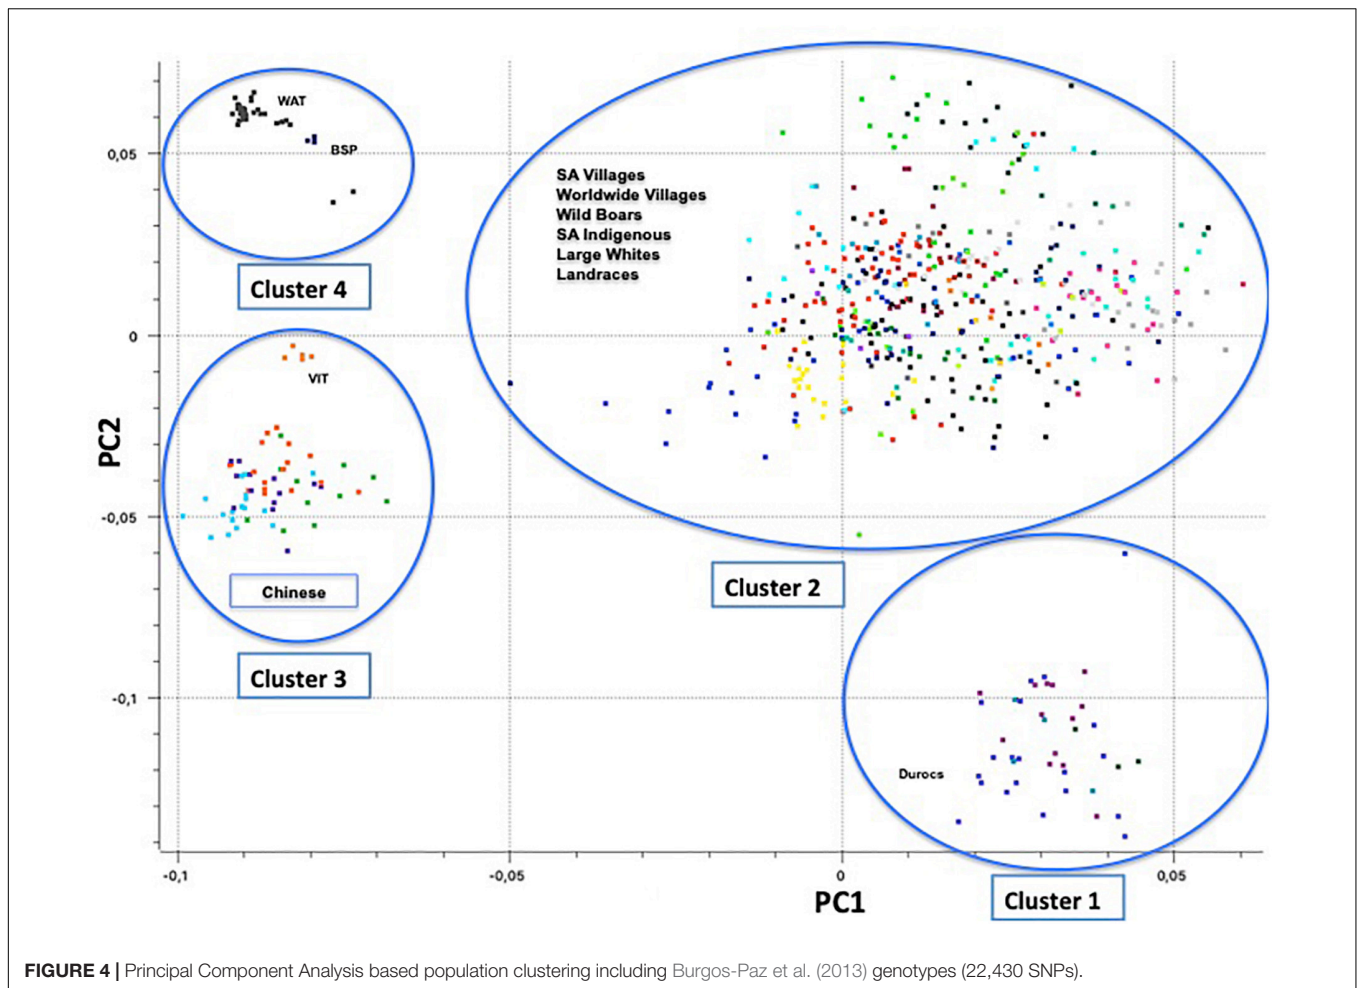 WAT
BSP
0,05
SA Villages
Worldwide Villages
Wild Boars
SA Indigenous
Large Whites
Landraces
Cluster 4
0
VIT
PC2
-0,05
Chinese
Cluster 2
Cluster 3
-0,1
Durocs
-0,1
-0,05
0
0,05
PC1
Cluster 1
FIGURE 4 | Principal Component Analysis based population clustering including Burgos-Paz et al. (2013) genotypes (22,430 SNPs).